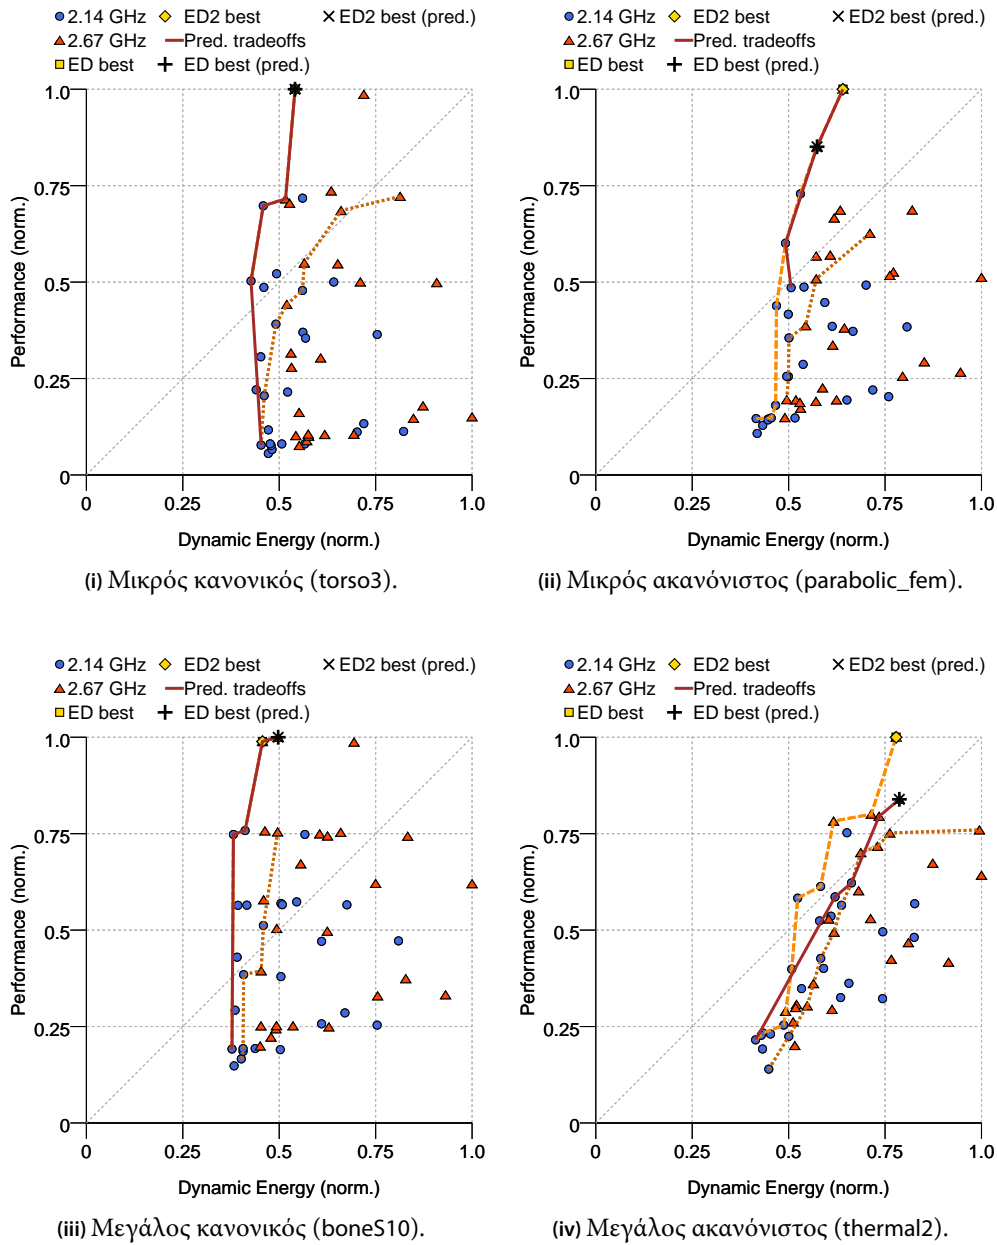 2.14 GHz ED2 best ED2 best (pred.)
2.67 GHz Pred. tradeoffs
ED best ED best (pred.)
1.0
0.75
0.5
0.25
0
Performance (norm.)
0 0.25 0.5 0.75 1.0
Dynamic Energy (norm.)
(i) Μικρός κανονικός (torso3).
2.14 GHz ED2 best ED2 best (pred.)
2.67 GHz Pred. tradeoffs
ED best ED best (pred.)
1.0
0.75
0.5
0.25
0
Performance (norm.)
0 0.25 0.5 0.75 1.0
Dynamic Energy (norm.)
(ii) Μικρός ακανόνιστος (parabolic_fem).
2.14 GHz ED2 best ED2 best (pred.)
2.67 GHz Pred. tradeoffs
ED best ED best (pred.)
1.0
0.75
0.5
0.25
0
Performance (norm.)
0 0.25 0.5 0.75 1.0
Dynamic Energy (norm.)
(iii) Μεγάλος κανονικός (boneS10).
2.14 GHz ED2 best ED2 best (pred.)
2.67 GHz Pred. tradeoffs
ED best ED best (pred.)
1.0
0.75
0.5
0.25
0
Performance (norm.)
0 0.25 0.5 0.75 1.0
Dynamic Energy (norm.)
(iv) Μεγάλος ακανόνιστος (thermal2).